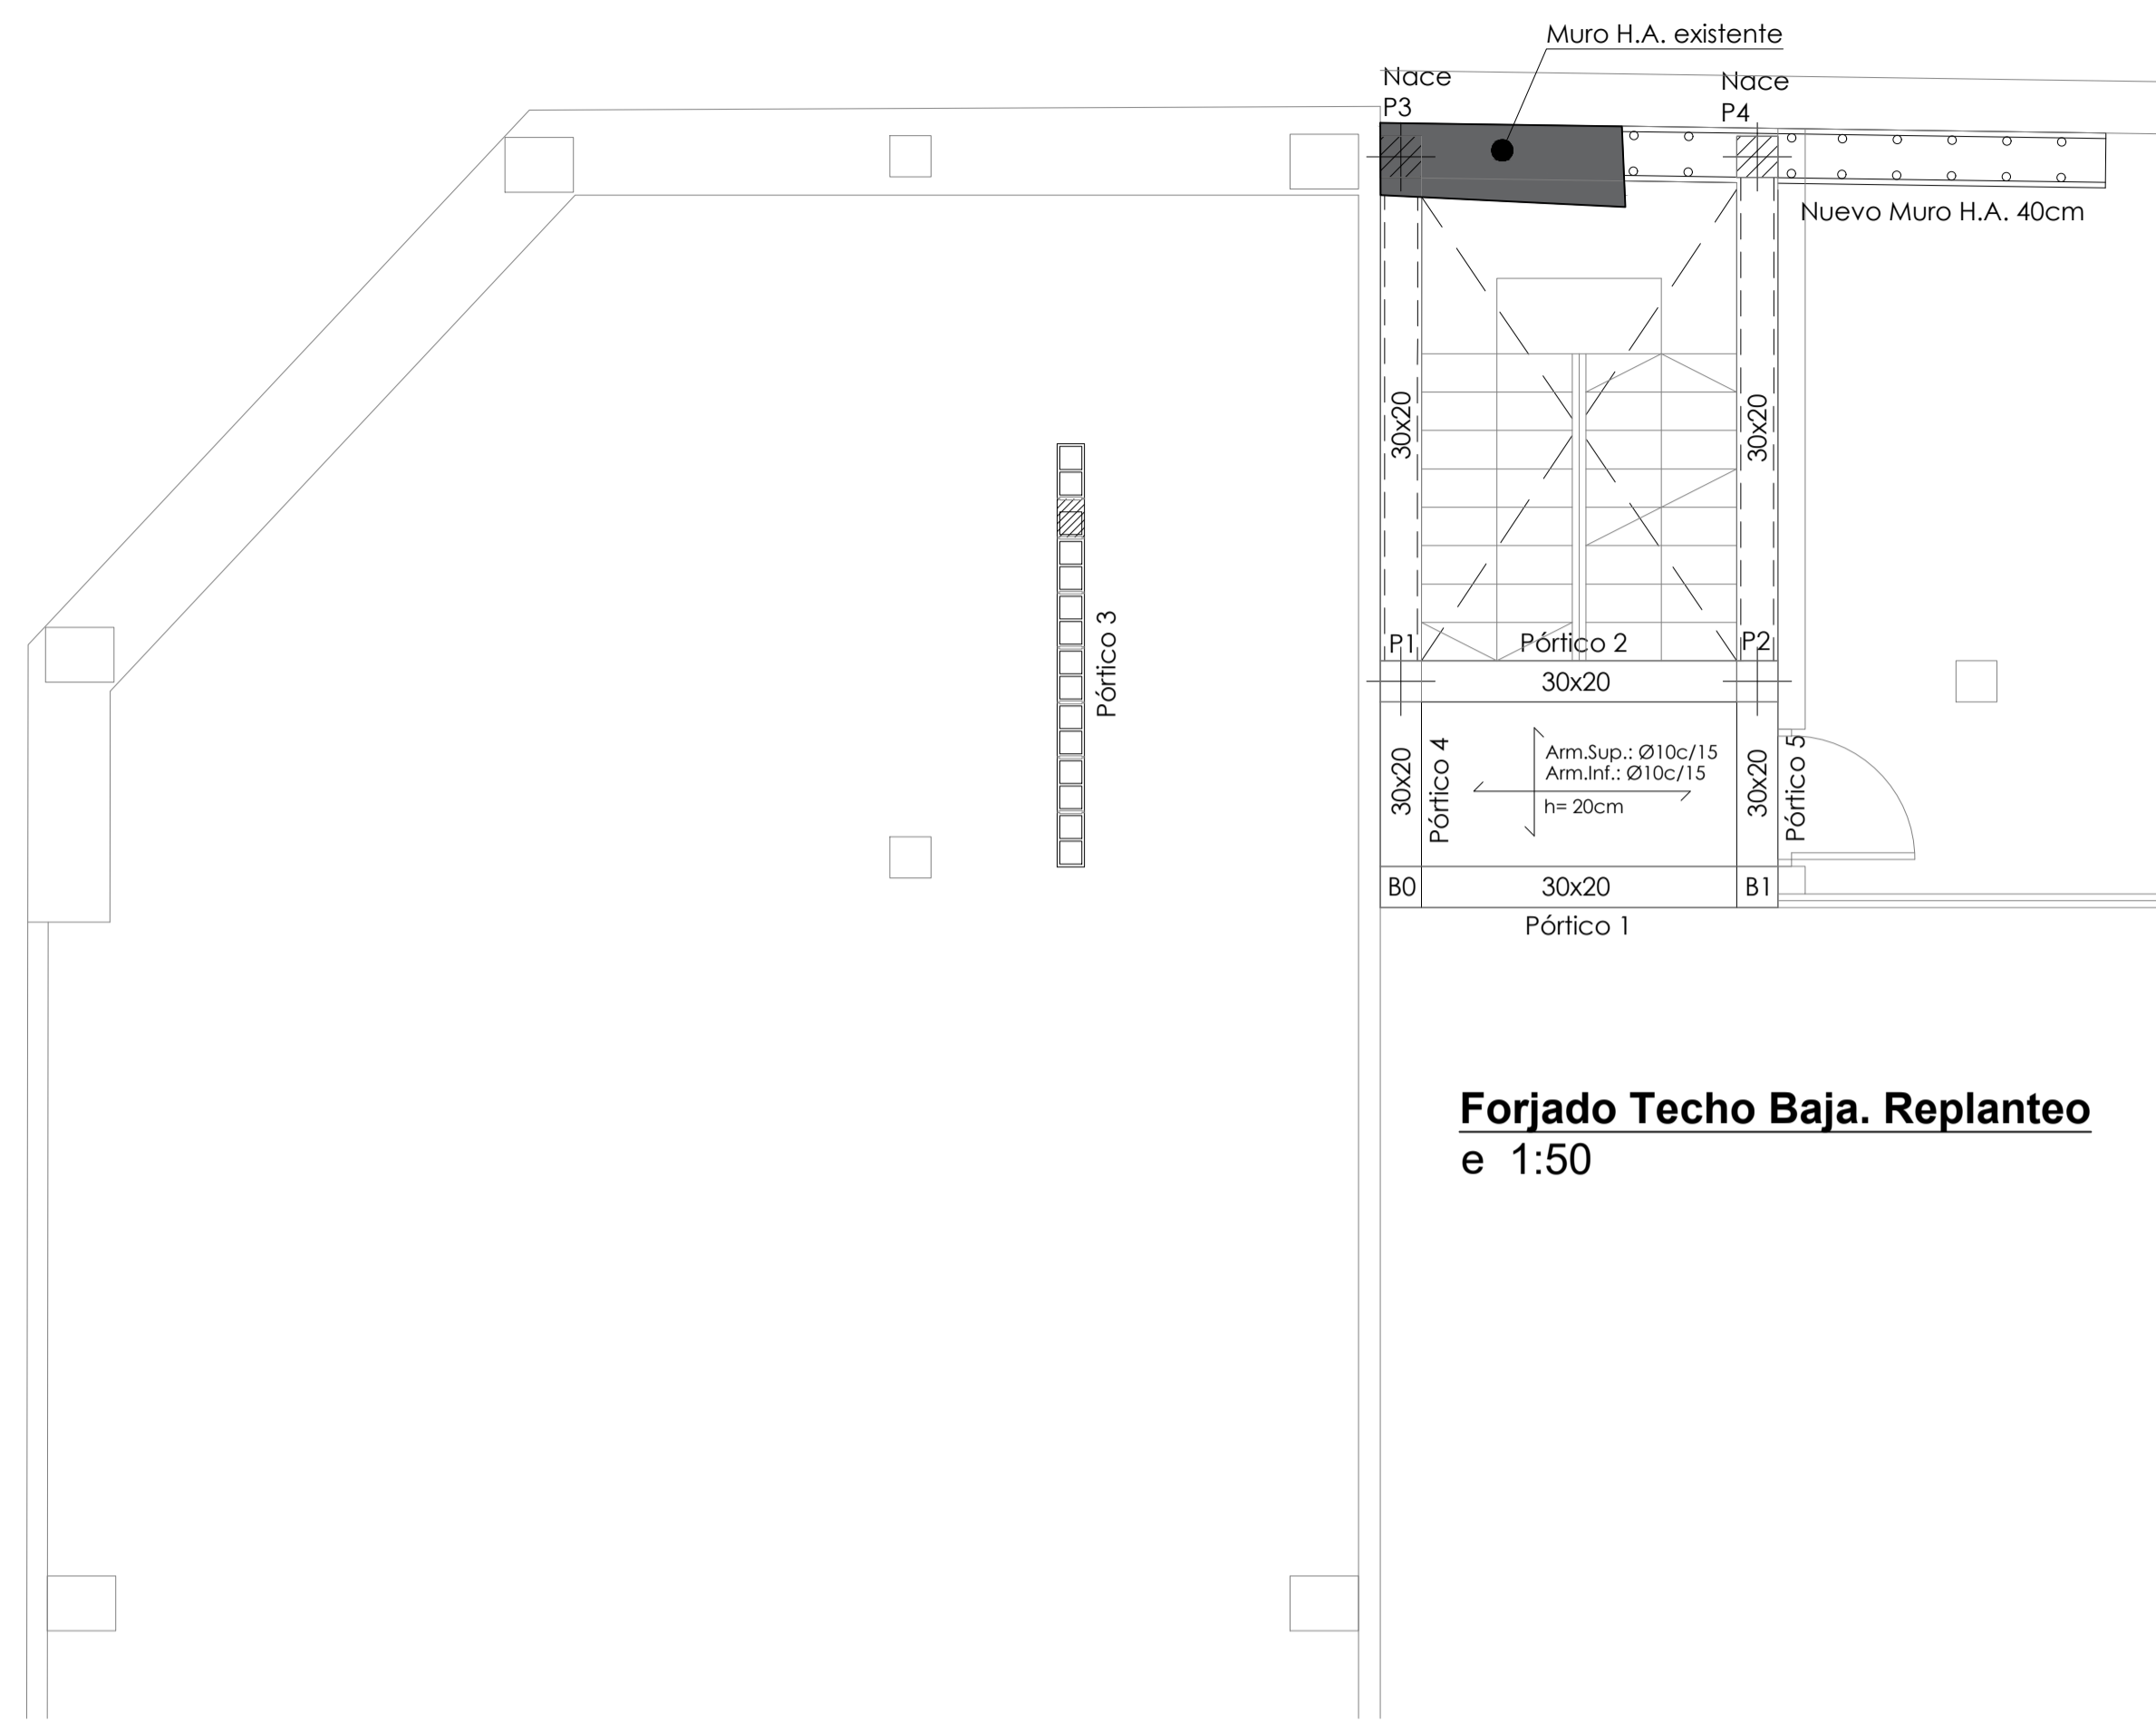 Muro H.A. existente
Nace
P3
Nace
P4
Nuevo Muro H.A. 40cm
30x20
30x20
Pórtico 3
P1
Pórtico 2
P2
30x20
30x20
Pórtico 4
Arm.Sup.: Ø10c/15
Arm.Inf.: Ø10c/15
h= 20cm
30x20
Pórtico 5
B0
30x20
B1
Pórtico 1
Forjado Techo Baja. Replanteo
e 1:50